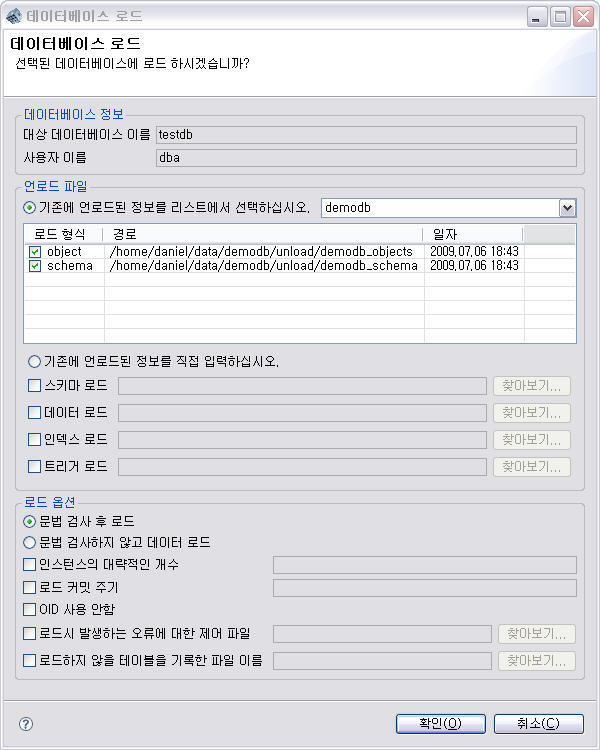 데이터베이스 로드
데이터베이스 로드
선택된 데이터베이스에 로드 하시겠습니까?
데이터베이스 정보
대상 데이터베이스 이름 testdb
사용자 이름 dba
언로드 파일
기존에 언로드된 정보를 리스트에서 선택하십시오. demodb
로드 형식 경로 일자
object /home/daniel/data/demodb/unload/demodb_objects 2009.07.06 18:43
schema /home/daniel/data/demodb/unload/demodb_schema 2009.07.06 18:43
기존에 언로드된 정보를 직접 입력하십시오.
스키마 로드 찾아보기...
데이터 로드 찾아보기...
인덱스 로드 찾아보기...
트리거 로드 찾아보기...
로드 옵션
문법 검사 후 로드
문법 검사하지 않고 데이터 로드
인스턴스의 대략적인 개수
로드 커밋 주기
OID 사용 안함
로드시 발생하는 오류에 대한 제어 파일 찾아보기...
로드하지 않을 테이블을 기록한 파일 이름 찾아보기...
? 확인(O) 취소(C)